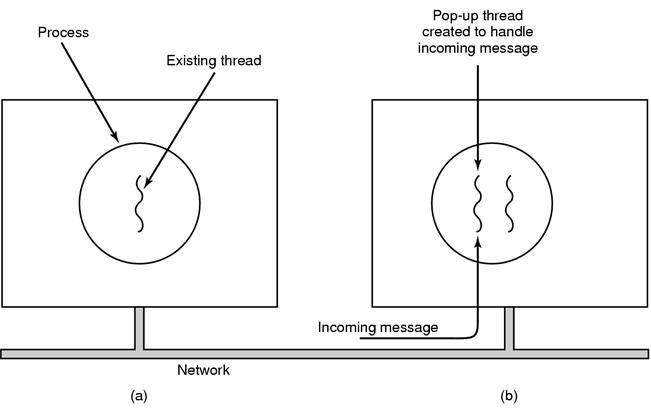 Process
Existing thread
Pop-up thread
created to handle
incoming message
Incoming message
Network
(a)
(b)